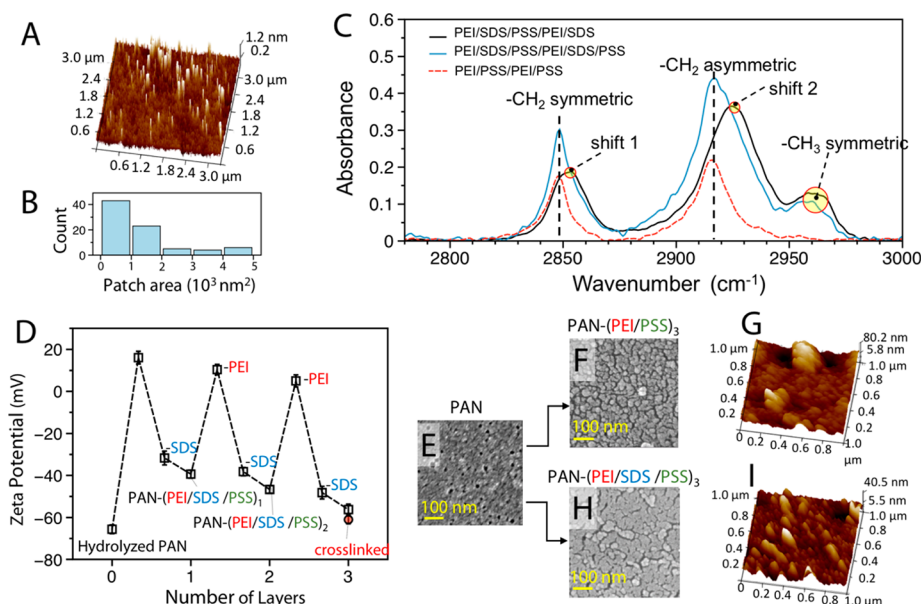 A
1.2 nm
0.2
3.0 μm
3.0 μm
2.4
2.4
1.8
1.8
1.2
1.2
0.6
0.6
0.6 1.2 1.8 2.4 3.0 μm
B
Count
40
20
0
0 1 2 3 4 5
Patch area (10³ nm²)
C
PEI/SDS/PSS/PEI/SDS
PEI/SDS/PSS/PEI/SDS/PSS
PEI/PSS/PEI/PSS
-CH₂ symmetric
shift 1
-CH₂ asymmetric
shift 2
-CH₃ symmetric
Absorbance
0.6
0.5
0.4
0.3
0.2
0.1
0
2800 2850 2900 2950 3000
Wavenumber (cm⁻¹)
D
Zeta Potential (mV)
20
0
−20
−40
−60
−80
-PEI
-PEI
-SDS
-SDS
-SDS
PAN-(PEI/SDS /PSS)₁
PAN-(PEI/SDS /PSS)₂
Hydrolyzed PAN
crosslinked
0 1 2 3
Number of Layers
PAN
E
100 nm
PAN-(PEI/PSS)₃
F
100 nm
PAN-(PEI/SDS /PSS)₃
H
100 nm
G
80.2 nm
5.8 nm
1.0 μm
1.0 μm
0.8
0.8
0.6
0.6
0.4
0.4
0.2
0.2
0
0 0.2 0.4 0.6 0.8 1.0
μm
I
40.5 nm
5.5 nm
1.0 μm
1.0 μm
0.8
0.8
0.6
0.6
0.4
0.4
0.2
0.2
0
0 0.2 0.4 0.6 0.8 1.0 μm